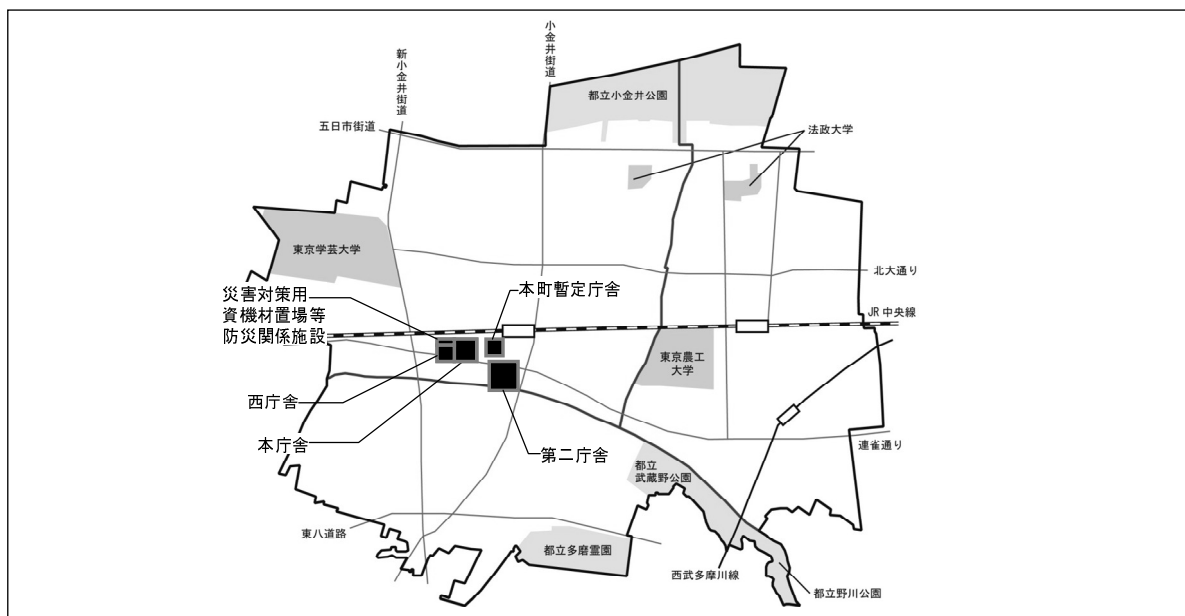 小金井街道
新小金井街道
都立小金井公園
五日市街道
法政大学
東京学芸大学
北大通り
災害対策用
資機材置場等
防災関係施設
本町暫定庁舎
JR 中央線
東京農工
大学
西庁舎
本庁舎
第二庁舎
連雀通り
都立
武蔵野公園
東八道路
都立多磨霊園
西武多摩川線
都立野川公園